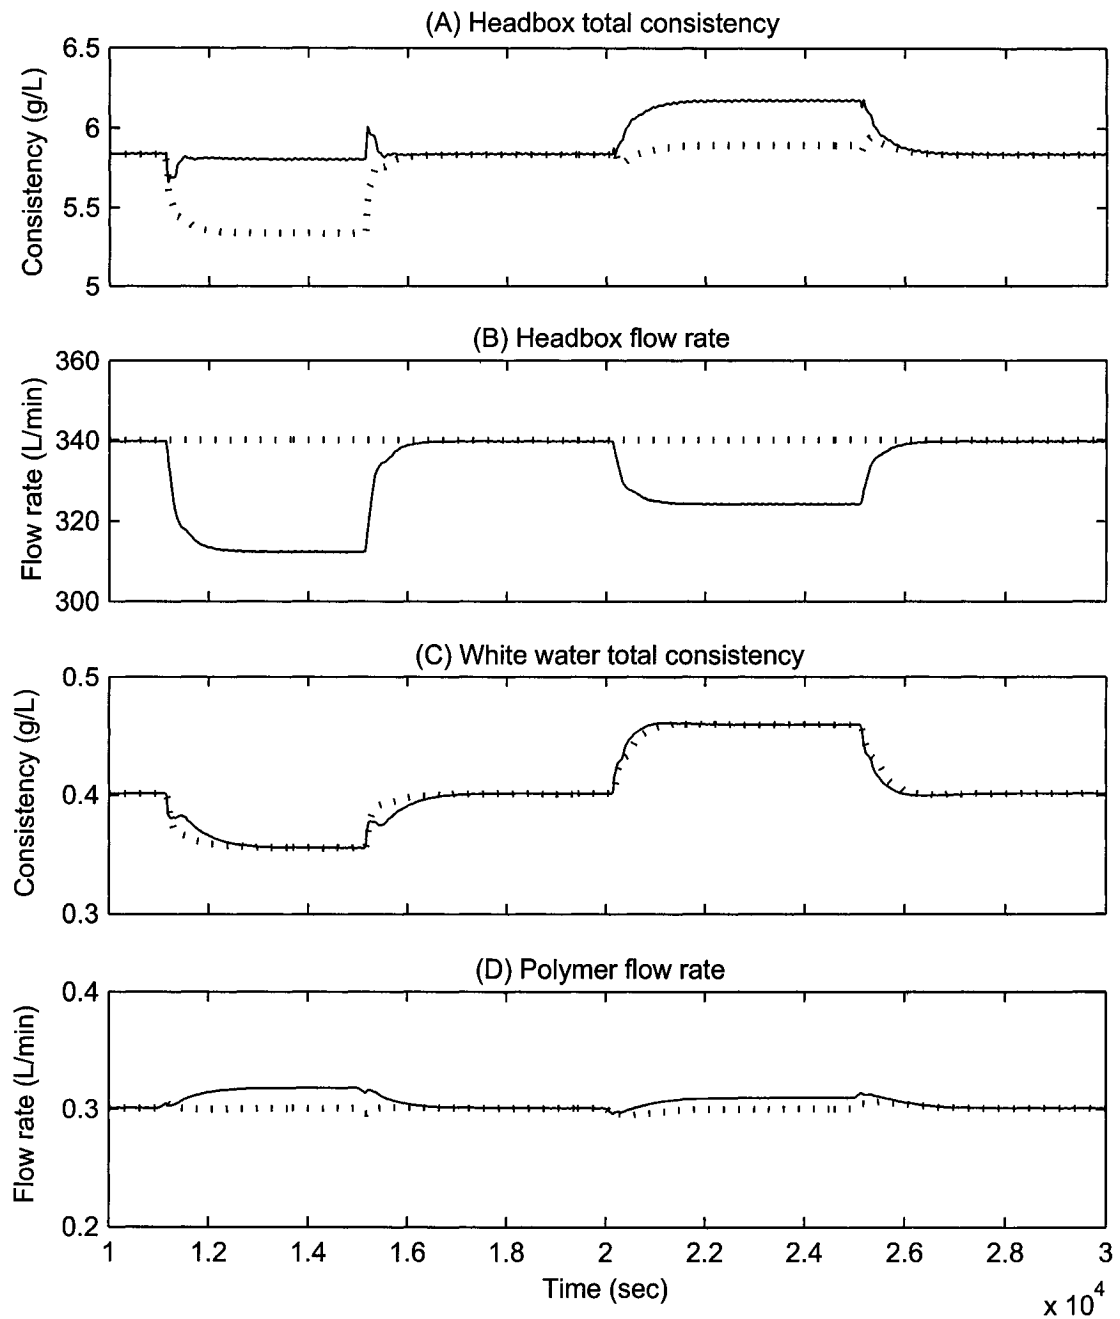 (A) Headbox total consistency
6.5
6
5.5
5
Consistency (g/L)
(B) Headbox flow rate
360
340
320
300
Flow rate (L/min)
(C) White water total consistency
0.5
0.4
0.3
Consistency (g/L)
(D) Polymer flow rate
0.4
0.3
0.2
Flow rate (L/min)
1 1.2 1.4 1.6 1.8 2 2.2 2.4 2.6 2.8 3
Time (sec)
x 10^4